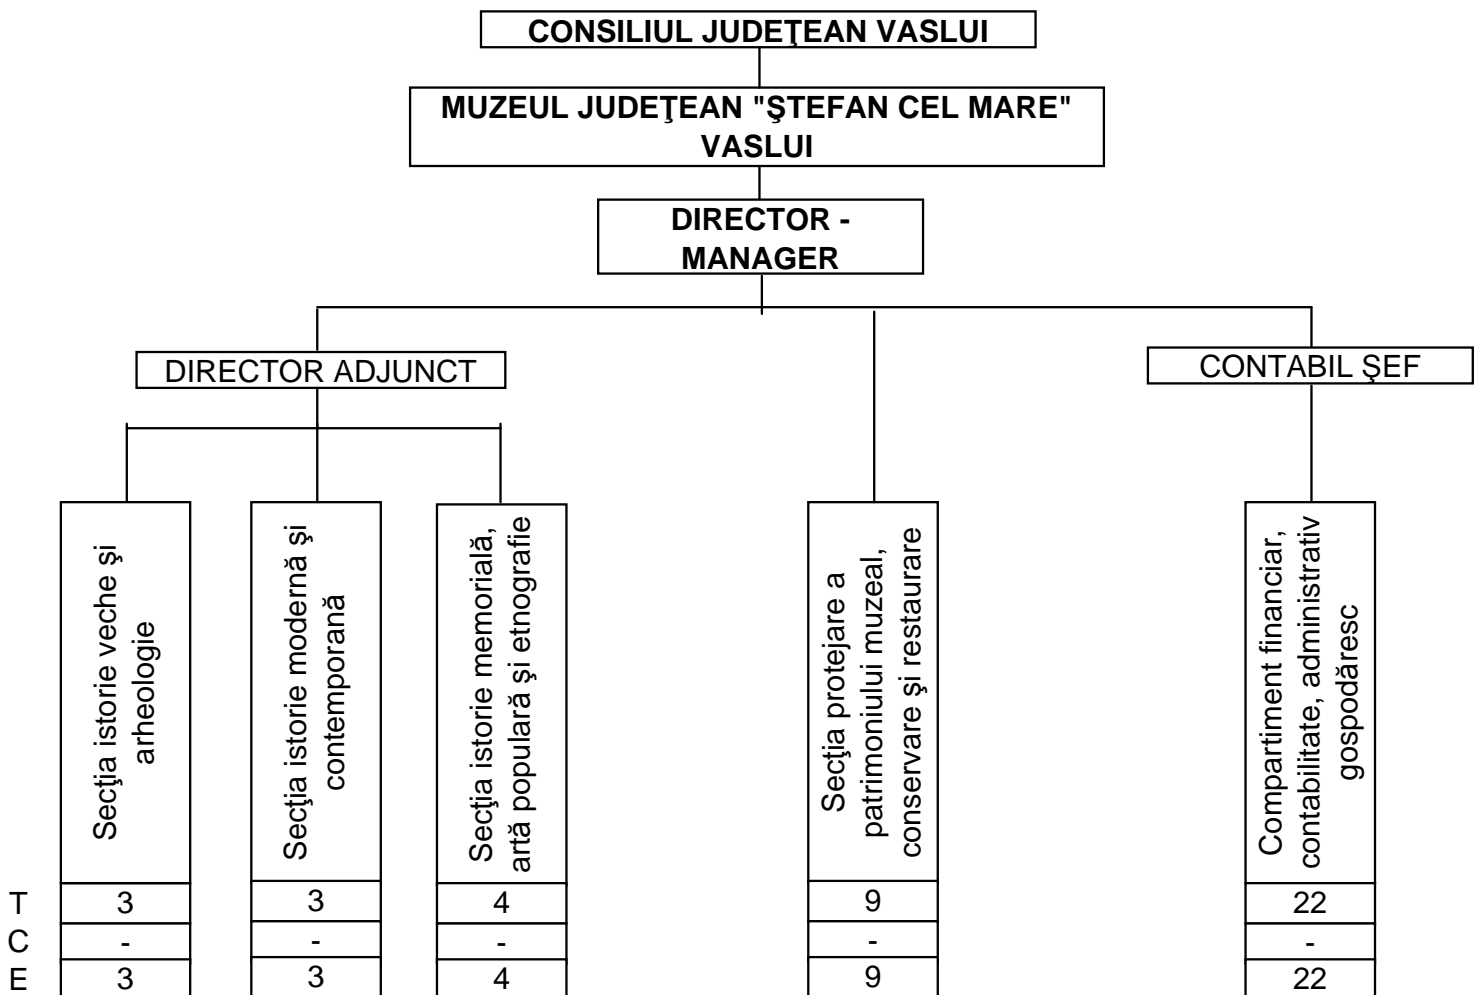 CONSILIUL JUDEŢEAN VASLUI
MUZEUL JUDEŢEAN "ŞTEFAN CEL MARE"
VASLUI
DIRECTOR -
MANAGER
DIRECTOR ADJUNCT
CONTABIL ŞEF
Secţia istorie veche şi
arheologie
Secţia istorie modernă şi
contemporană
Secţia istorie memorială,
artă populară şi etnografie
Secţia protejare a
patrimoniului muzeal,
conservare şi restaurare
Compartiment financiar,
contabilitate, administrativ
gospodăresc
T 3 3 4 9 22
C - - - - -
E 3 3 4 9 22